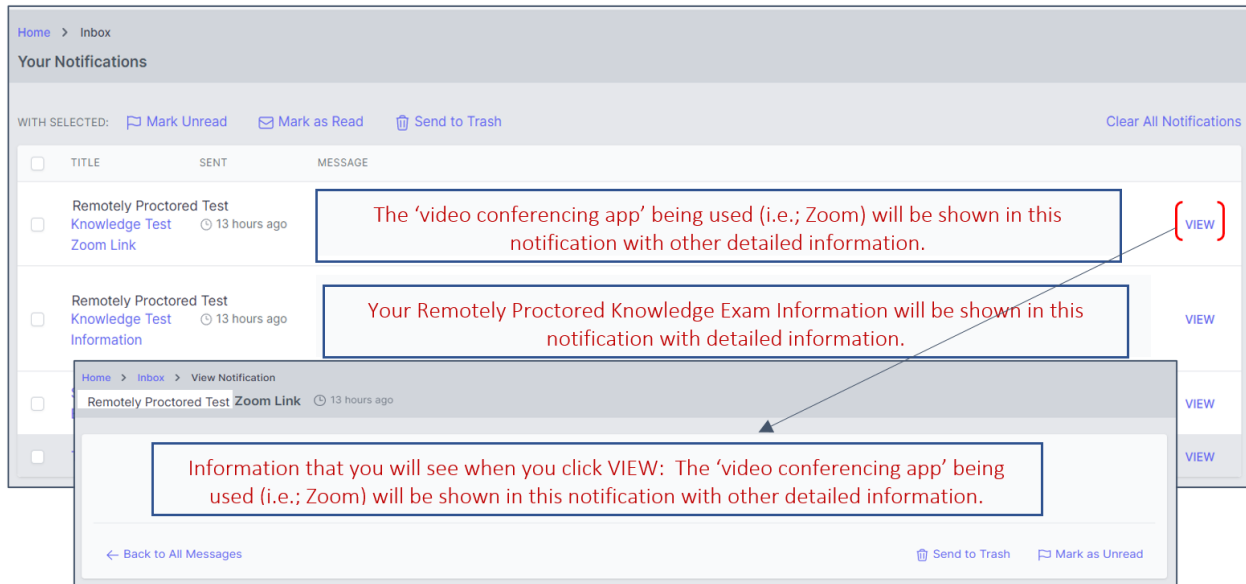 Home > Inbox
Your Notifications
WITH SELECTED: Mark Unread Mark as Read Send to Trash Clear All Notifications
TITLE SENT MESSAGE
Remotely Proctored Test
Knowledge Test 13 hours ago
Zoom Link
The ‘video conferencing app’ being used (i.e.; Zoom) will be shown in this
notification with other detailed information.
VIEW
Remotely Proctored Test
Knowledge Test 13 hours ago
Information
Your Remotely Proctored Knowledge Exam Information will be shown in this
notification with detailed information.
VIEW
VIEW
VIEW
Home > Inbox > View Notification
Remotely Proctored Test Zoom Link 13 hours ago
Information that you will see when you click VIEW: The ‘video conferencing app’ being
used (i.e.; Zoom) will be shown in this notification with other detailed information.
← Back to All Messages Send to Trash Mark as Unread